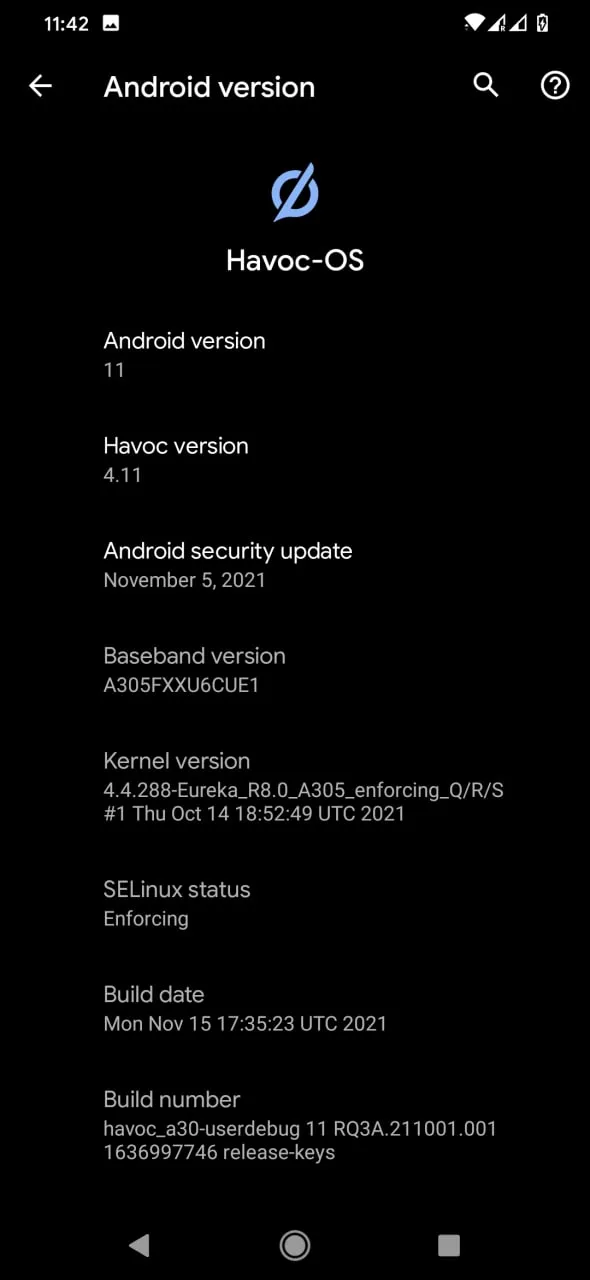 11:42
Android version
Havoc-OS
Android version
11
Havoc version
4.11
Android security update
November 5, 2021
Baseband version
A305FXXU6CUE1
Kernel version
4.4.288-Eureka_R8.0_A305_enforcing_Q/R/S
#1 Thu Oct 14 18:52:49 UTC 2021
SELinux status
Enforcing
Build date
Mon Nov 15 17:35:23 UTC 2021
Build number
havoc_a30-userdebug 11 RQ3A.211001.001
1636997746 release-keys